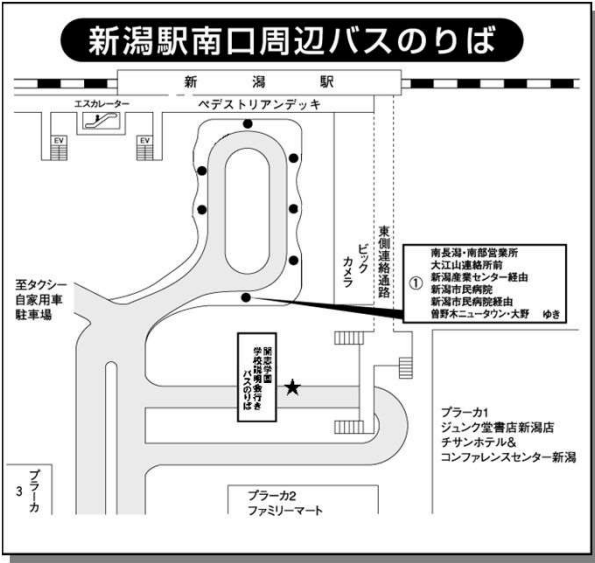 新潟駅南口周辺バスのりば
新潟駅
エスカレーター
ペデストリアンデッキ
EV
EV
東側連絡通路
ビック
カメラ
①
南長潟・南部営業所
大江山連絡所前
新潟産業センター経由
新潟市民病院
新潟市民病院経由
曽野木ニュータウン・大野 ゆき
至タクシー
自家用車
駐車場
開志学園
学校説明会行き
バスのりば
★
プラーカ1
ジュンク堂書店新潟店
チサンホテル＆
コンファレンスセンター新潟
プラーカ
3
プラーカ2
ファミリーマート